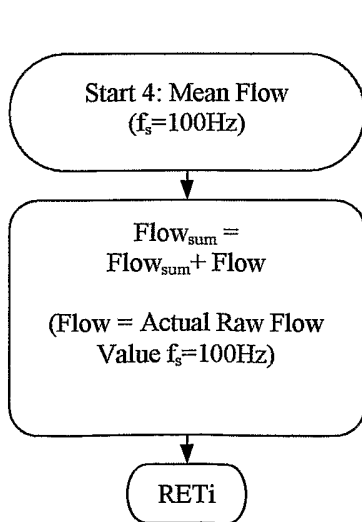 Start 4: Mean Flow
(fs=100Hz)
Flowsum =
Flowsum+ Flow
(Flow = Actual Raw Flow
Value fs=100Hz)
RETi